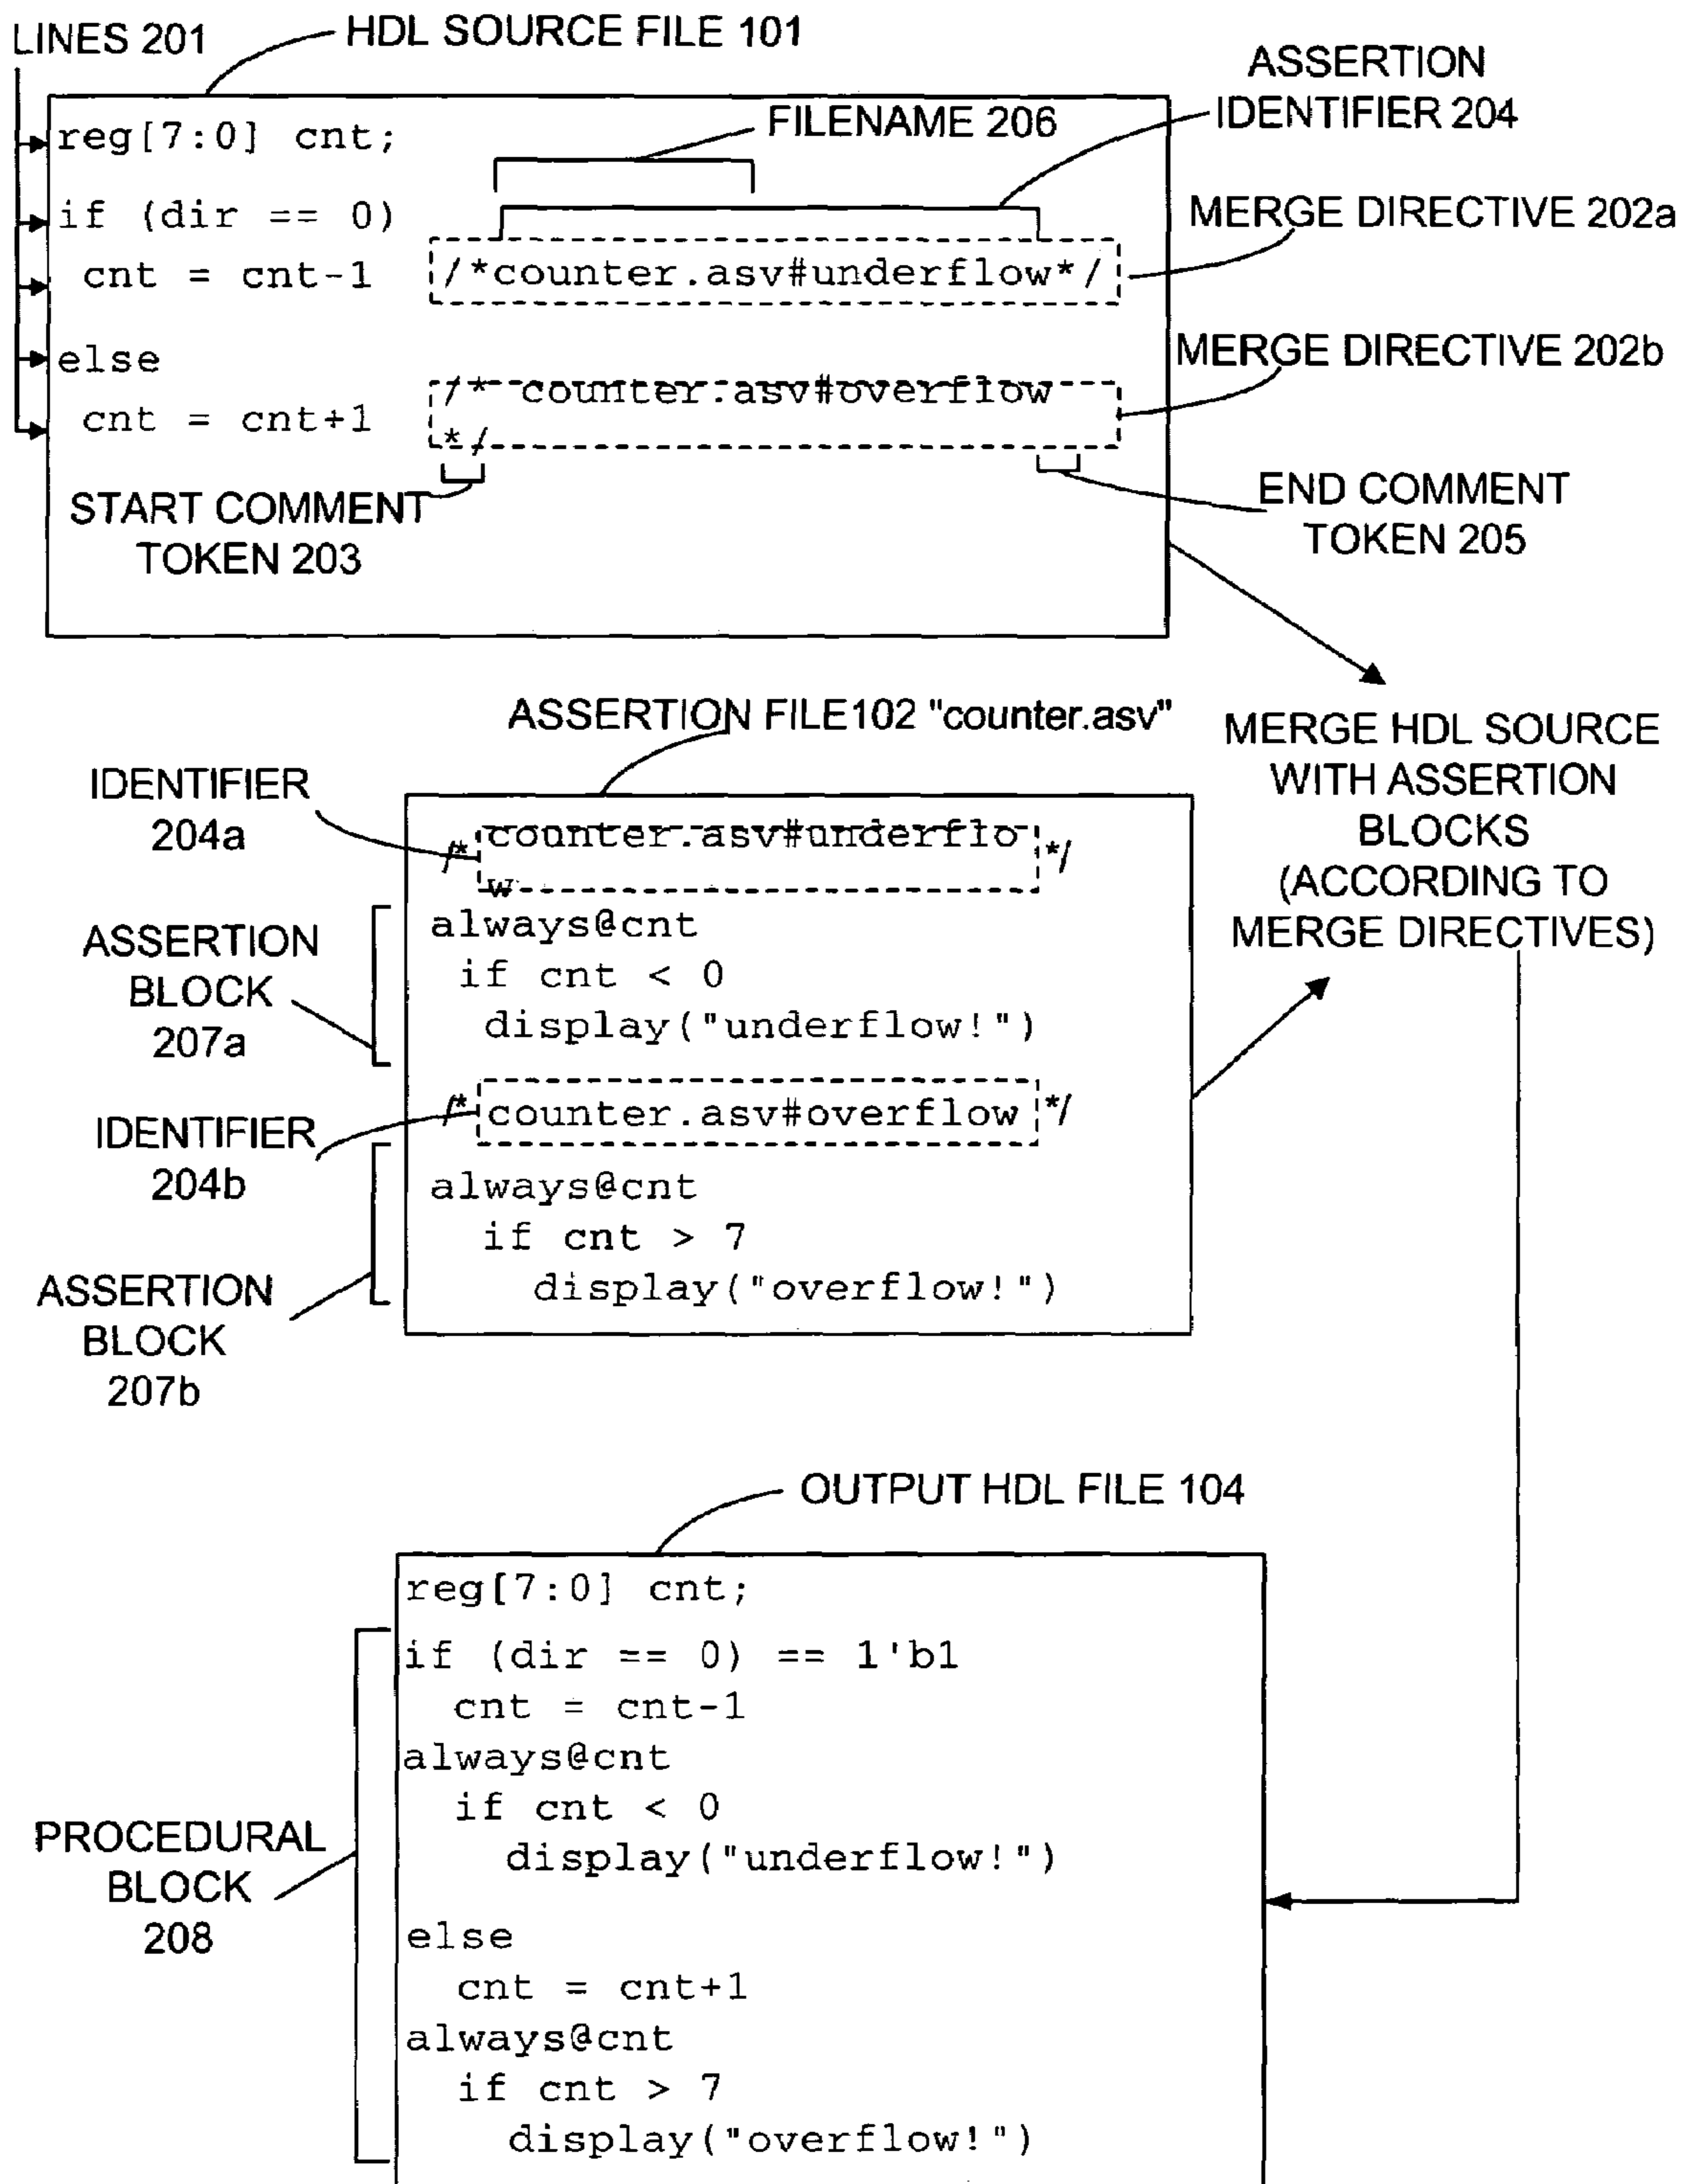 LINES 201
HDL SOURCE FILE 101
ASSERTION
IDENTIFIER 204
FILENAME 206
reg[7:0] cnt;
if (dir == 0)
MERGE DIRECTIVE 202a
cnt = cnt-1 /*counter.asv#underflow*/
else
MERGE DIRECTIVE 202b
cnt = cnt+1 /* counter.asv#overflow
*/
START COMMENT
TOKEN 203
END COMMENT
TOKEN 205
ASSERTION FILE102 "counter.asv"
MERGE HDL SOURCE
WITH ASSERTION
BLOCKS
(ACCORDING TO
MERGE DIRECTIVES)
IDENTIFIER
204a
/* counter.asv#underflo */
w
ASSERTION
BLOCK
207a
always@cnt
if cnt < 0
display("underflow!")
IDENTIFIER
204b
/* counter.asv#overflow */
ASSERTION
BLOCK
207b
always@cnt
if cnt > 7
display("overflow!")
OUTPUT HDL FILE 104
reg[7:0] cnt;
if (dir == 0) == 1'b1
cnt = cnt-1
always@cnt
if cnt < 0
display("underflow!")
PROCEDURAL
BLOCK
208
else
cnt = cnt+1
always@cnt
if cnt > 7
display("overflow!")